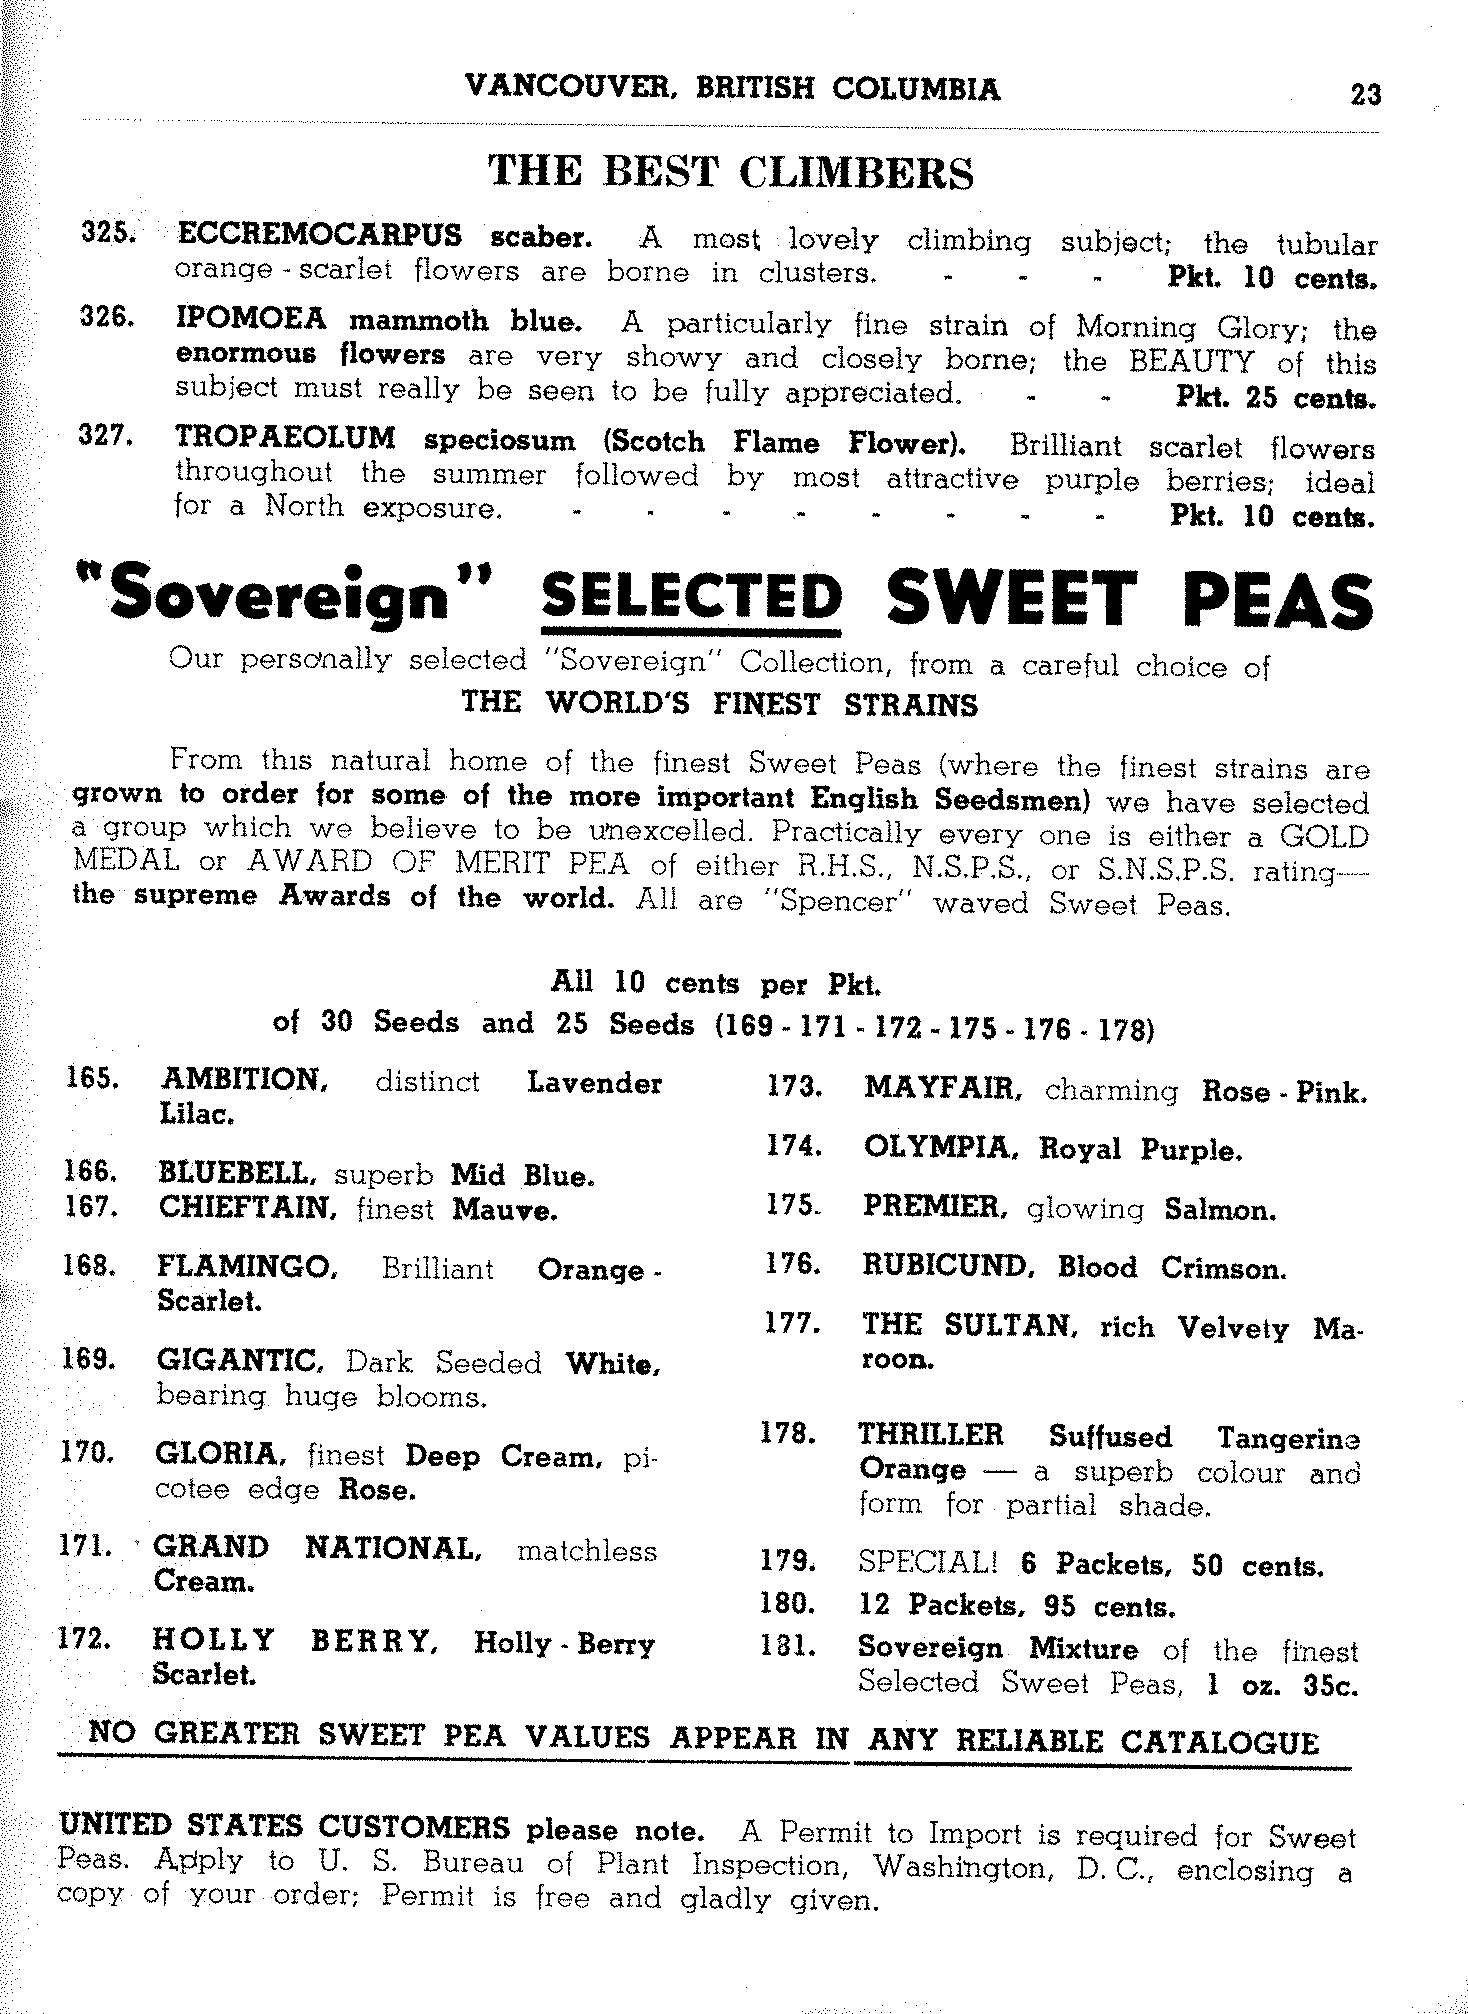 VANCOUVER, BRITISH COLUMBIA 23
THE BEST CLIMBERS
325. ECCREMOCARPUS scaber. A most lovely climbing subject; the tubular
orange - scarlet flowers are borne in clusters. - - - Pkt. 10 cents.
326. IPOMOEA mammoth blue. A particularly fine strain of Morning Glory; the
enormous flowers are very showy and closely borne; the BEAUTY of this
subject must really be seen to be fully appreciated. - - Pkt. 25 cents.
327. TROPAEOLUM speciosum (Scotch Flame Flower). Brilliant scarlet flowers
throughout the summer followed by most attractive purple berries; ideal
for a North exposure. - - - - - - - - Pkt. 10 cents.
"Sovereign" SELECTED SWEET PEAS
Our personally selected "Sovereign" Collection, from a careful choice of
THE WORLD'S FINEST STRAINS
From this natural home of the finest Sweet Peas (where the finest strains are
grown to order for some of the more important English Seedsmen) we have selected
a group which we believe to be unexcelled. Practically every one is either a GOLD
MEDAL or AWARD OF MERIT PEA of either R.H.S., N.S.P.S., or S.N.S.P.S. rating—
the supreme Awards of the world. All are "Spencer" waved Sweet Peas.
All 10 cents per Pkt.
of 30 Seeds and 25 Seeds (169 - 171 - 172 - 175 - 176 - 178)
165. AMBITION, distinct Lavender
Lilac.
166. BLUEBELL, superb Mid Blue.
167. CHIEFTAIN, finest Mauve.
168. FLAMINGO, Brilliant Orange -
Scarlet.
169. GIGANTIC, Dark Seeded White,
bearing huge blooms.
170. GLORIA, finest Deep Cream, pi-
cotee edge Rose.
171. GRAND NATIONAL, matchless
Cream.
172. HOLLY BERRY, Holly - Berry
Scarlet.
173. MAYFAIR, charming Rose - Pink.
174. OLYMPIA, Royal Purple.
175. PREMIER, glowing Salmon.
176. RUBICUND, Blood Crimson.
177. THE SULTAN, rich Velvety Ma-
roon.
178. THRILLER Suffused Tangerine
Orange — a superb colour and
form for partial shade.
179. SPECIAL! 6 Packets, 50 cents.
180. 12 Packets, 95 cents.
181. Sovereign Mixture of the finest
Selected Sweet Peas, 1 oz. 35c.
NO GREATER SWEET PEA VALUES APPEAR IN ANY RELIABLE CATALOGUE
UNITED STATES CUSTOMERS please note. A Permit to Import is required for Sweet
Peas. Apply to U. S. Bureau of Plant Inspection, Washington, D. C., enclosing a
copy of your order; Permit is free and gladly given.